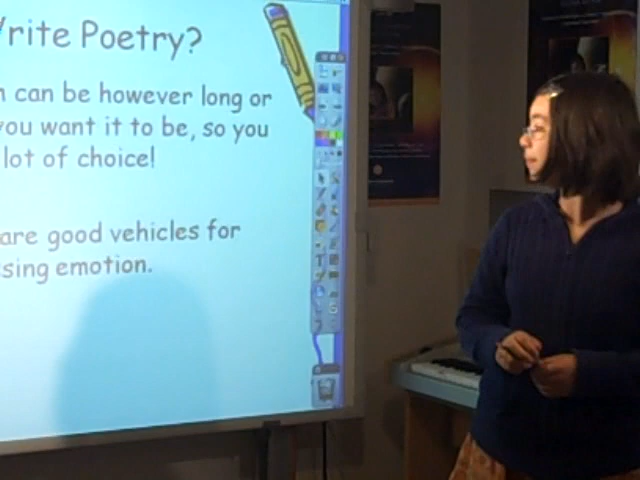 rite Poetry?
can be however long or
you want it to be, so you
lot of choice!
are good vehicles for
sing emotion.